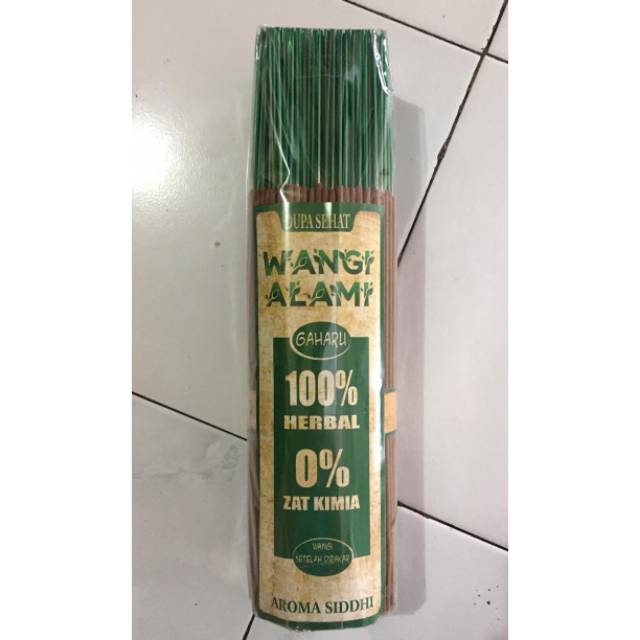 DUPA SEHAT
WANGI
ALAMI
GAHARU
100%
HERBAL
0%
ZAT KIMIA
WANGI
SETELAH DIBAKAR
AROMA SIDDHI